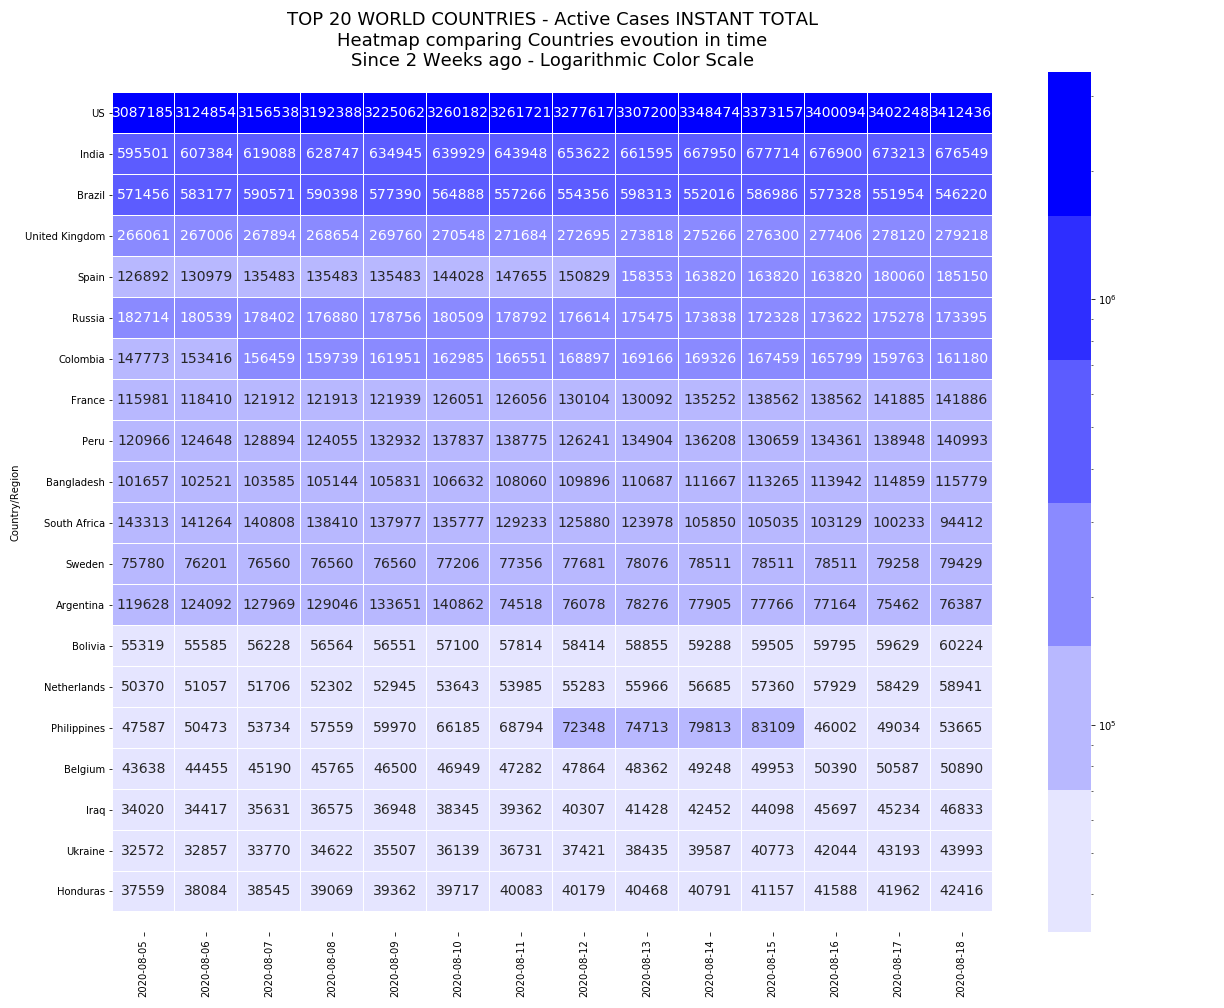 TOP 20 WORLD COUNTRIES - Active Cases INSTANT TOTAL
Heatmap comparing Countries evoution in time
Since 2 Weeks ago - Logarithmic Color Scale
Country/Region
US 3087185 3124854 3156538 3192388 3225062 3260182 3261721 3277617 3307200 3348474 3373157 3400094 3402248 3412436
India 595501 607384 619088 628747 634945 639929 643948 653622 661595 667950 677714 676900 673213 676549
Brazil 571456 583177 590571 590398 577390 564888 557266 554356 598313 552016 586986 577328 551954 546220
United Kingdom 266061 267006 267894 268654 269760 270548 271684 272695 273818 275266 276300 277406 278120 279218
Spain 126892 130979 135483 135483 135483 144028 147655 150829 158353 163820 163820 163820 180060 185150
Russia 182714 180539 178402 176880 178756 180509 178792 176614 175475 173838 172328 173622 175278 173395
Colombia 147773 153416 156459 159739 161951 162985 166551 168897 169166 169326 167459 165799 159763 161180
France 115981 118410 121912 121913 121939 126051 126056 130104 130092 135252 138562 138562 141885 141886
Peru 120966 124648 128894 124055 132932 137837 138775 126241 134904 136208 130659 134361 138948 140993
Bangladesh 101657 102521 103585 105144 105831 106632 108060 109896 110687 111667 113265 113942 114859 115779
South Africa 143313 141264 140808 138410 137977 135777 129233 125880 123978 105850 105035 103129 100233 94412
Sweden 75780 76201 76560 76560 76560 77206 77356 77681 78076 78511 78511 78511 79258 79429
Argentina 119628 124092 127969 129046 133651 140862 74518 76078 78276 77905 77766 77164 75462 76387
Bolivia 55319 55585 56228 56564 56551 57100 57814 58414 58855 59288 59505 59795 59629 60224
Netherlands 50370 51057 51706 52302 52945 53643 53985 55283 55966 56685 57360 57929 58429 58941
Philippines 47587 50473 53734 57559 59970 66185 68794 72348 74713 79813 83109 46002 49034 53665
Belgium 43638 44455 45190 45765 46500 46949 47282 47864 48362 49248 49953 50390 50587 50890
Iraq 34020 34417 35631 36575 36948 38345 39362 40307 41428 42452 44098 45697 45234 46833
Ukraine 32572 32857 33770 34622 35507 36139 36731 37421 38435 39587 40773 42044 43193 43993
Honduras 37559 38084 38545 39069 39362 39717 40083 40179 40468 40791 41157 41588 41962 42416
2020-08-05 2020-08-06 2020-08-07 2020-08-08 2020-08-09 2020-08-10 2020-08-11 2020-08-12 2020-08-13 2020-08-14 2020-08-15 2020-08-16 2020-08-17 2020-08-18
10⁶
10⁵